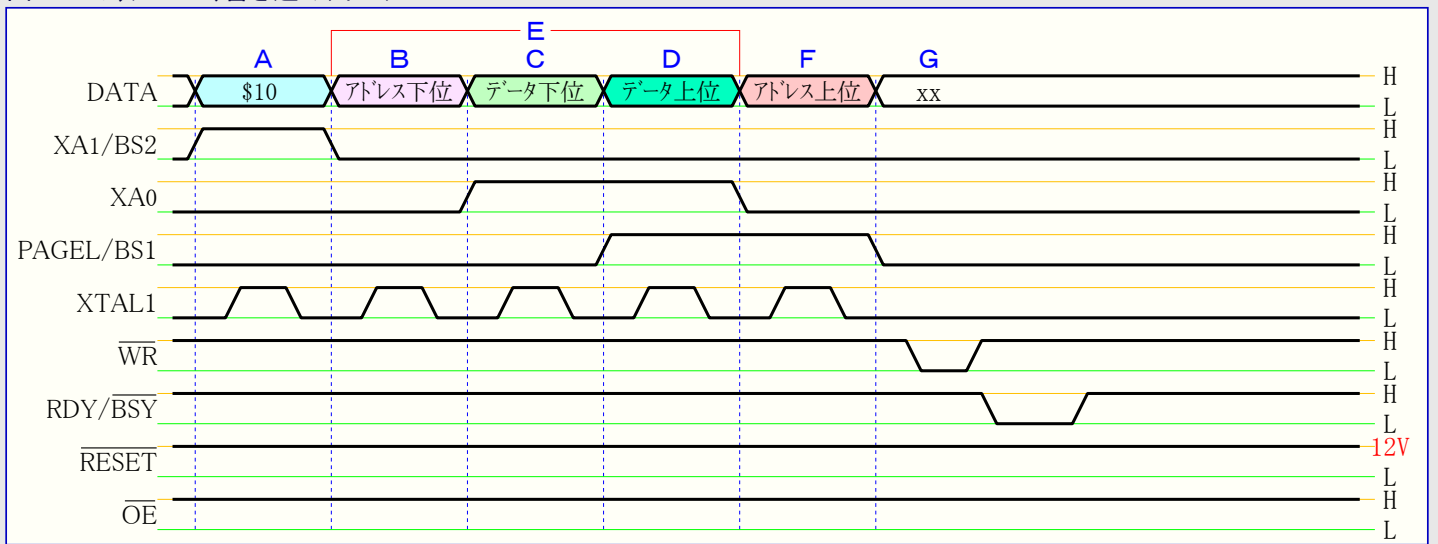 E
A B C D F G
DATA $10 アドレス下位 データ下位 データ上位 アドレス上位 xx H
L
XA1/BS2 H
L
XA0 H
L
PAGEL/BS1 H
L
XTAL1 H
L
WR H
L
RDY/BSY H
L
RESET 12V
L
OE H
L